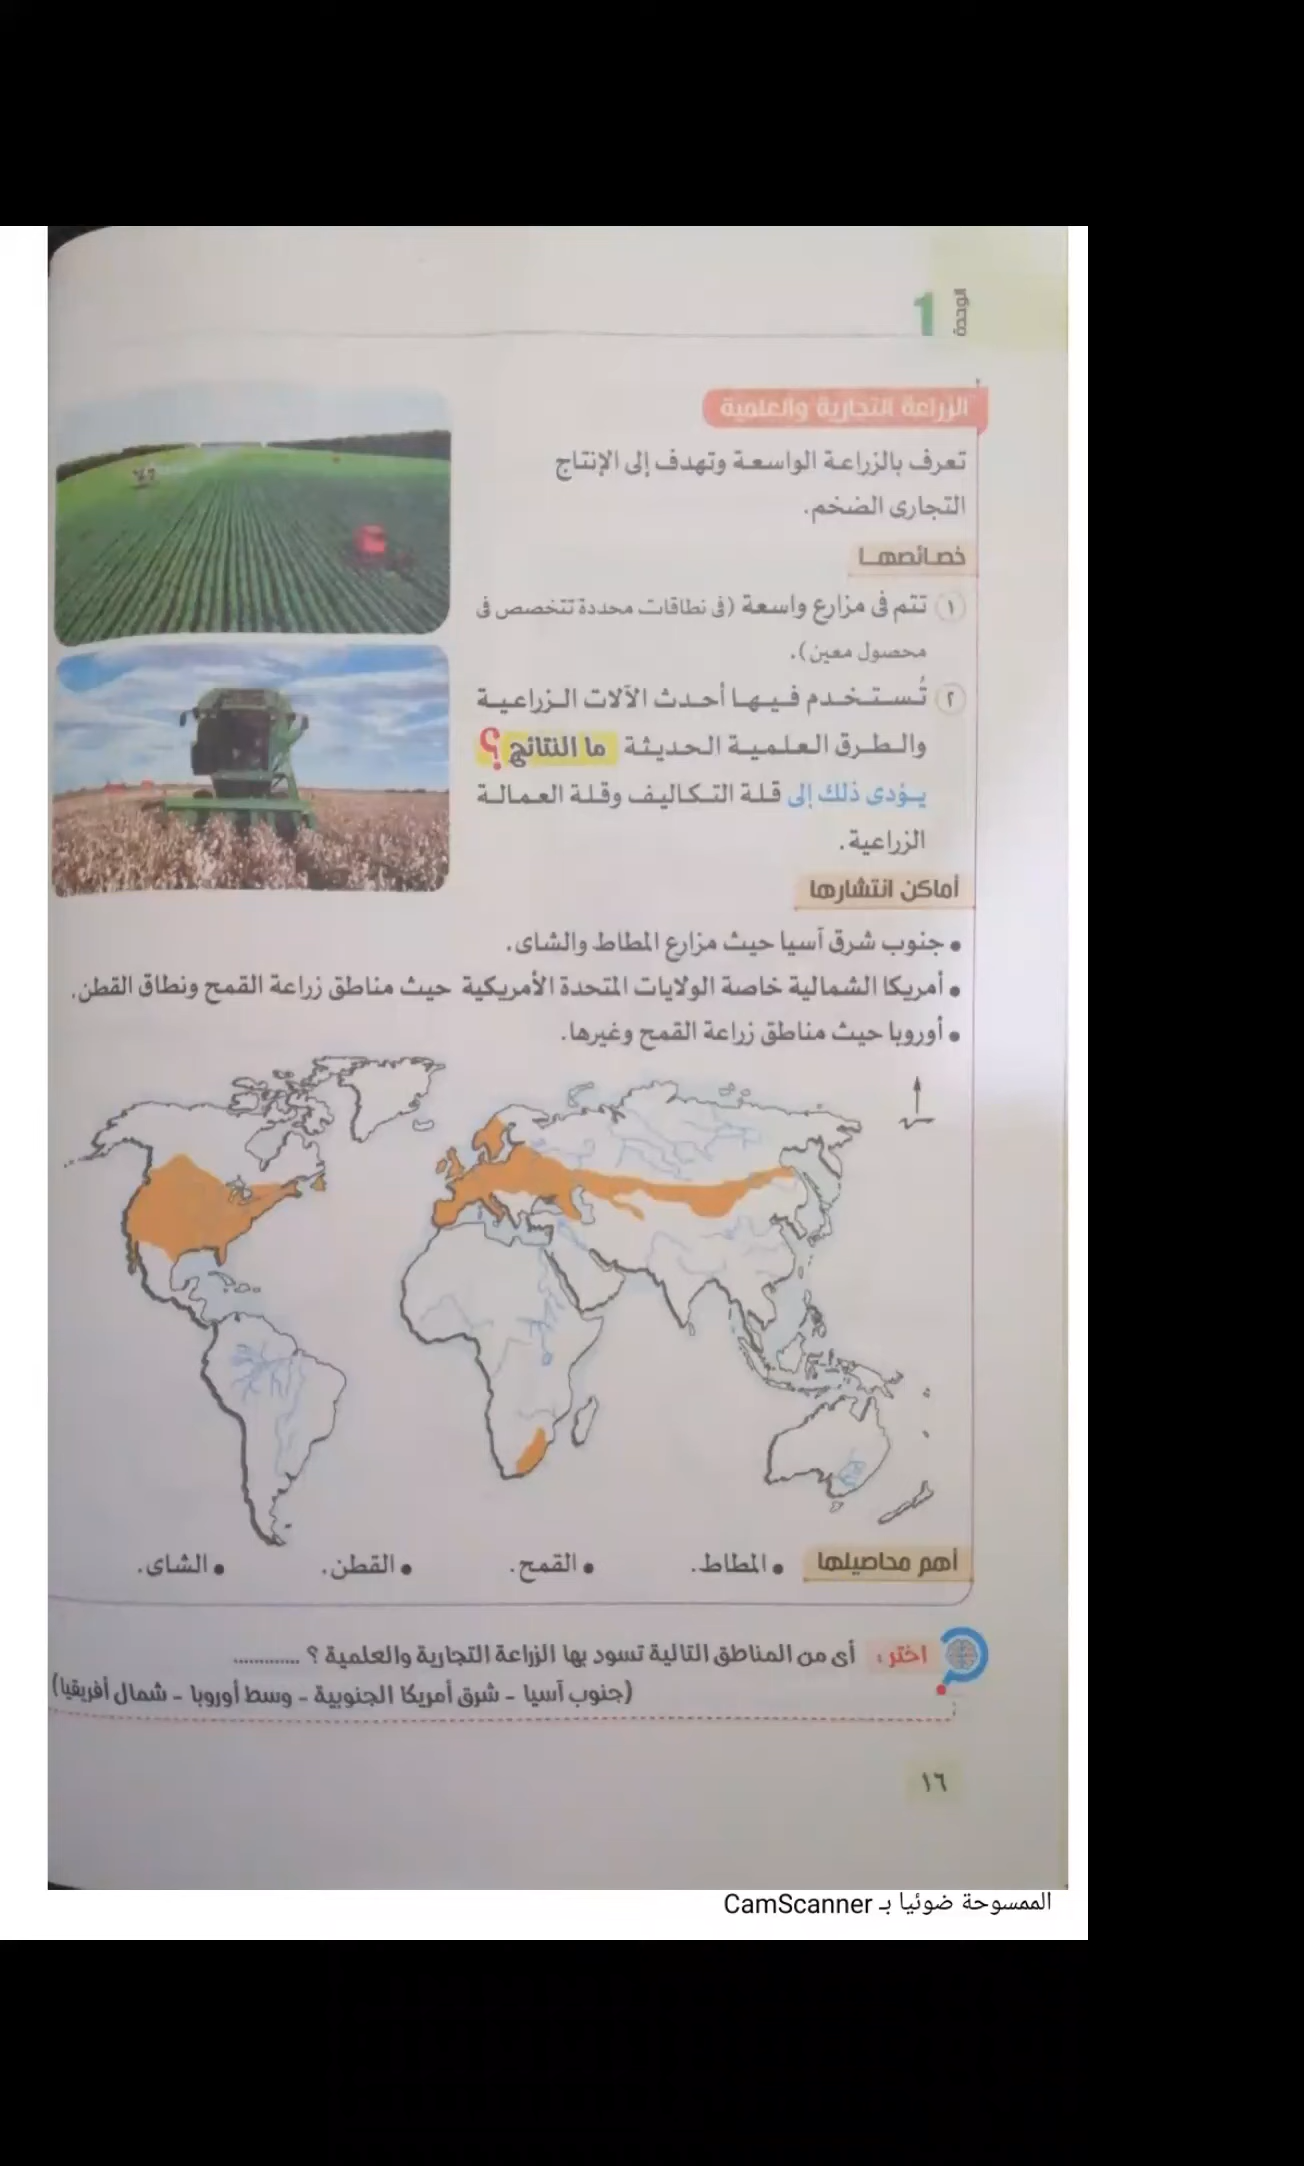 الوحدة 1
الزراعة التجارية والعلمية
تعرف بالزراعة الواسعة وتهدف إلى الإنتاج
التجارى الضخم.
خصائصها
١ تتم فى مزارع واسعة (فى نطاقات محددة تتخصص فى
محصول معين).
٢ تُستخدم فيها أحدث الآلات الزراعية
والطرق العلمية الحديثة ما النتائج ؟
يؤدى ذلك إلى قلة التكاليف وقلة العمالة
الزراعية.
أماكن انتشارها
• جنوب شرق آسيا حيث مزارع المطاط والشاى.
• أمريكا الشمالية خاصة الولايات المتحدة الأمريكية حيث مناطق زراعة القمح ونطاق القطن.
• أوروبا حيث مناطق زراعة القمح وغيرها.
أهم محاصيلها • المطاط. • القمح. • القطن. • الشاى.
اختر : أى من المناطق التالية تسود بها الزراعة التجارية والعلمية ؟ .............
(جنوب آسيا - شرق أمريكا الجنوبية - وسط أوروبا - شمال أفريقيا)
١٦
الممسوحة ضوئيا بـ CamScanner